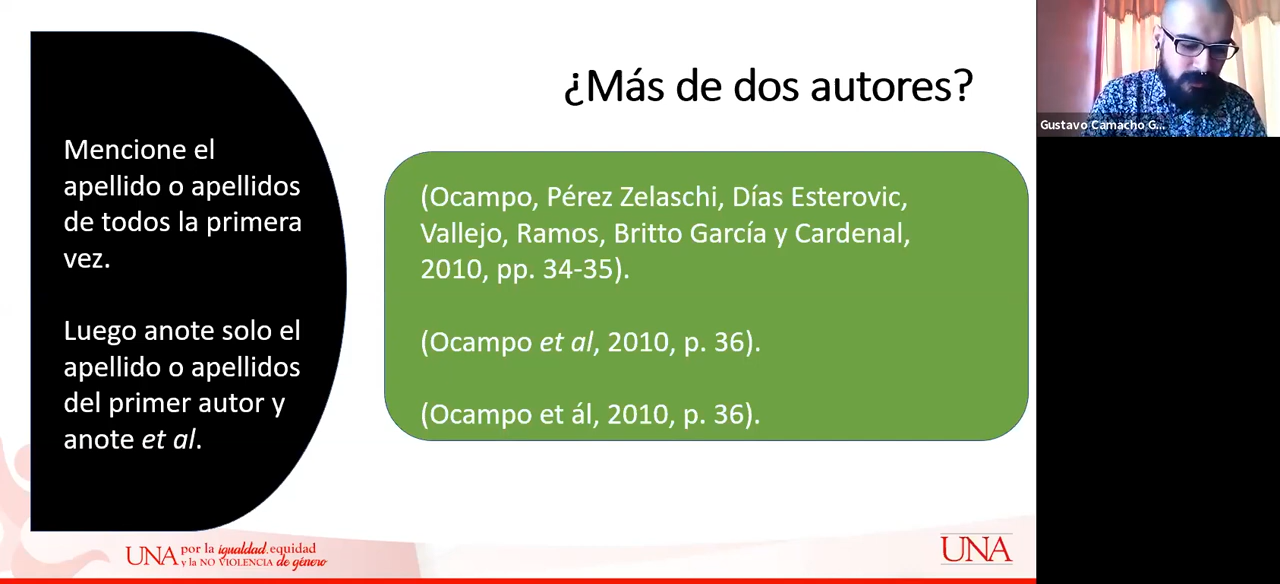 ¿Más de dos autores?
Mencione el
apellido o apellidos
de todos la primera
vez.
Luego anote solo el
apellido o apellidos
del primer autor y
anote et al.
(Ocampo, Pérez Zelaschi, Días Esterovic,
Vallejo, Ramos, Britto García y Cardenal,
2010, pp. 34-35).
(Ocampo et al, 2010, p. 36).
(Ocampo et ál, 2010, p. 36).
Gustavo Camacho G...
UNA por la igualdad, equidad
y la NO VIOLENCIA de género
UNA